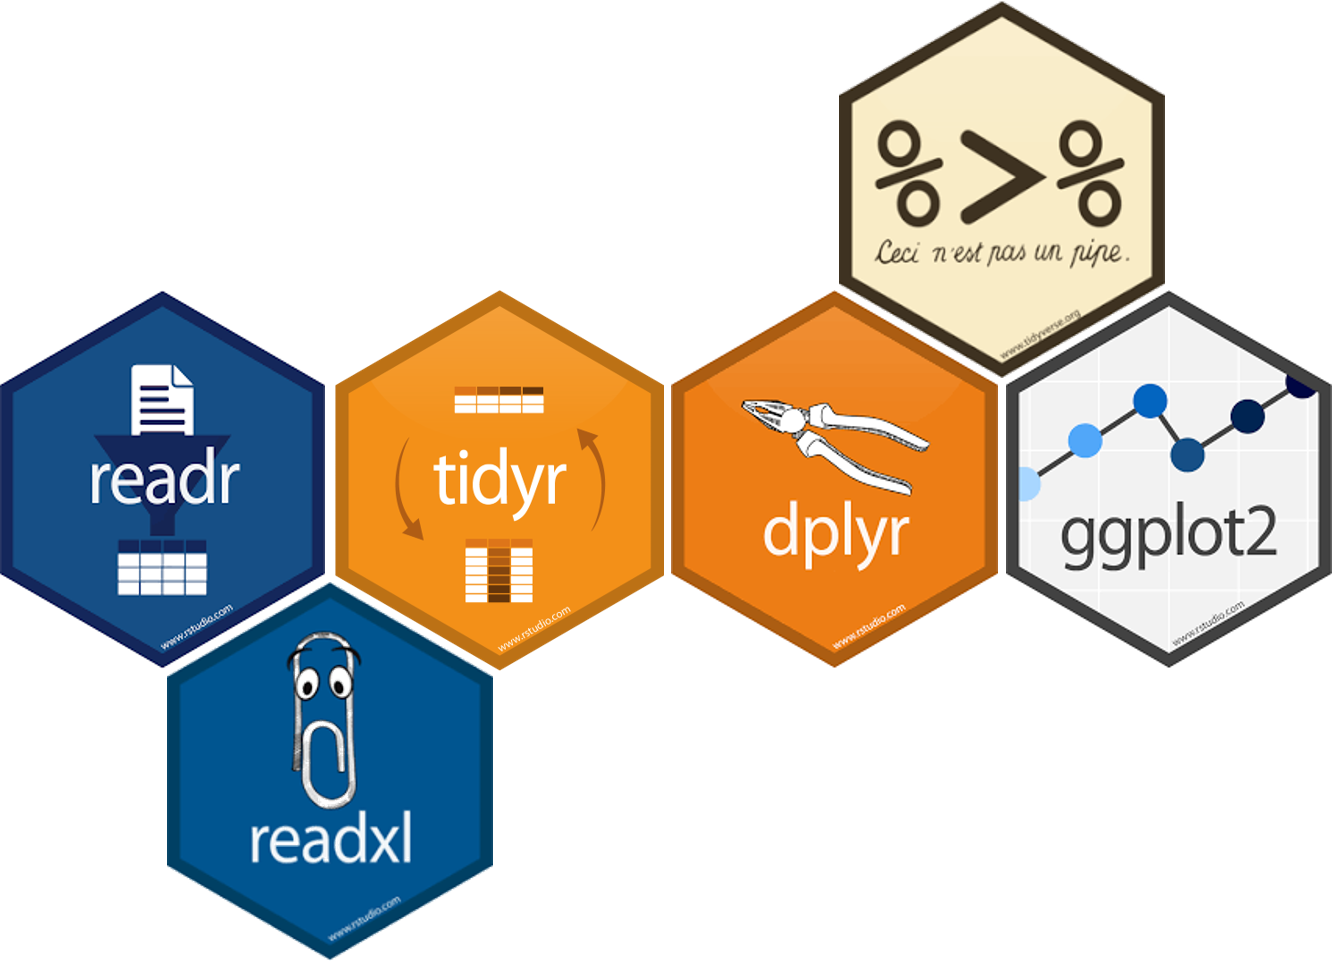 %>%
Ceci n'est pas un pipe.
www.tidyverse.org
readr
www.rstudio.com
tidyr
www.rstudio.com
dplyr
www.rstudio.com
ggplot2
www.rstudio.com
readxl
www.rstudio.com